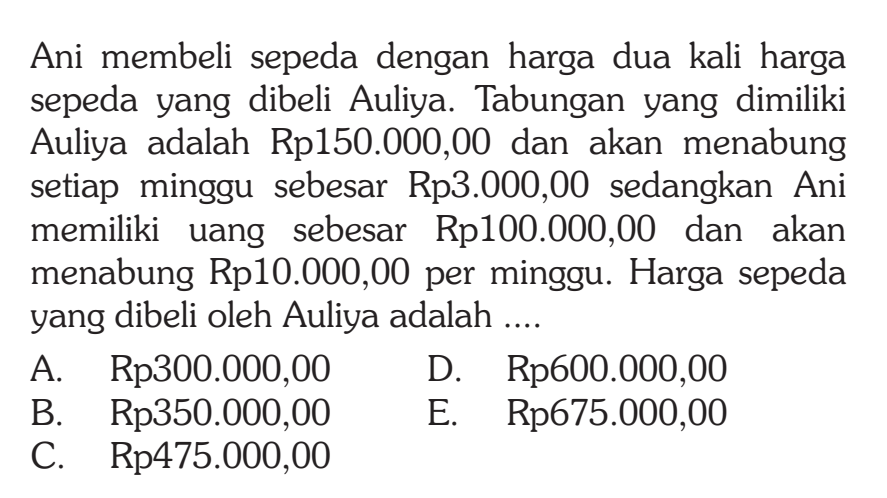 Ani membeli sepeda dengan harga dua kali harga
sepeda yang dibeli Auliya. Tabungan yang dimiliki
Auliya adalah Rp150.000,00 dan akan menabung
setiap minggu sebesar Rp3.000,00 sedangkan Ani
memiliki uang sebesar Rp100.000,00 dan akan
menabung Rp10.000,00 per minggu. Harga sepeda
yang dibeli oleh Auliya adalah ....
A. Rp300.000,00 D. Rp600.000,00
B. Rp350.000,00 E. Rp675.000,00
C. Rp475.000,00